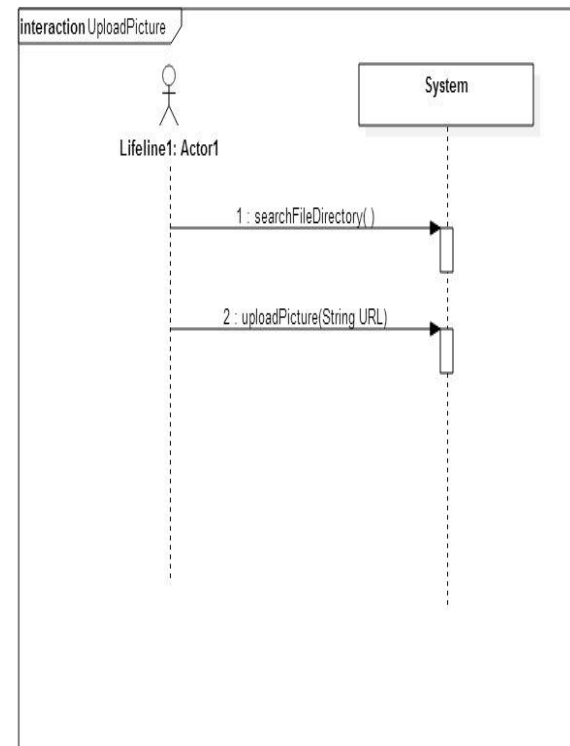 interaction UploadPicture
System
Lifeline1: Actor1
1 : searchFileDirectory( )
2 : uploadPicture(String URL)